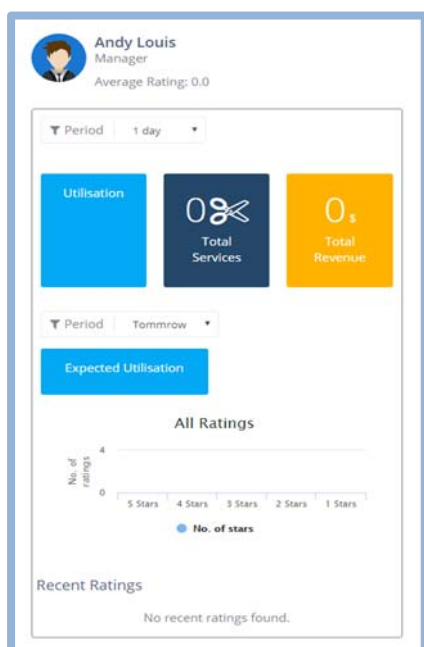 Andy Louis
Manager
Average Rating: 0.0
Period 1 day
Utilisation
0
Total
Services
0 $
Total
Revenue
Period Tommrow
Expected Utilisation
All Ratings
No. of
ratings
4
0
5 Stars 4 Stars 3 Stars 2 Stars 1 Stars
No. of stars
Recent Ratings
No recent ratings found.